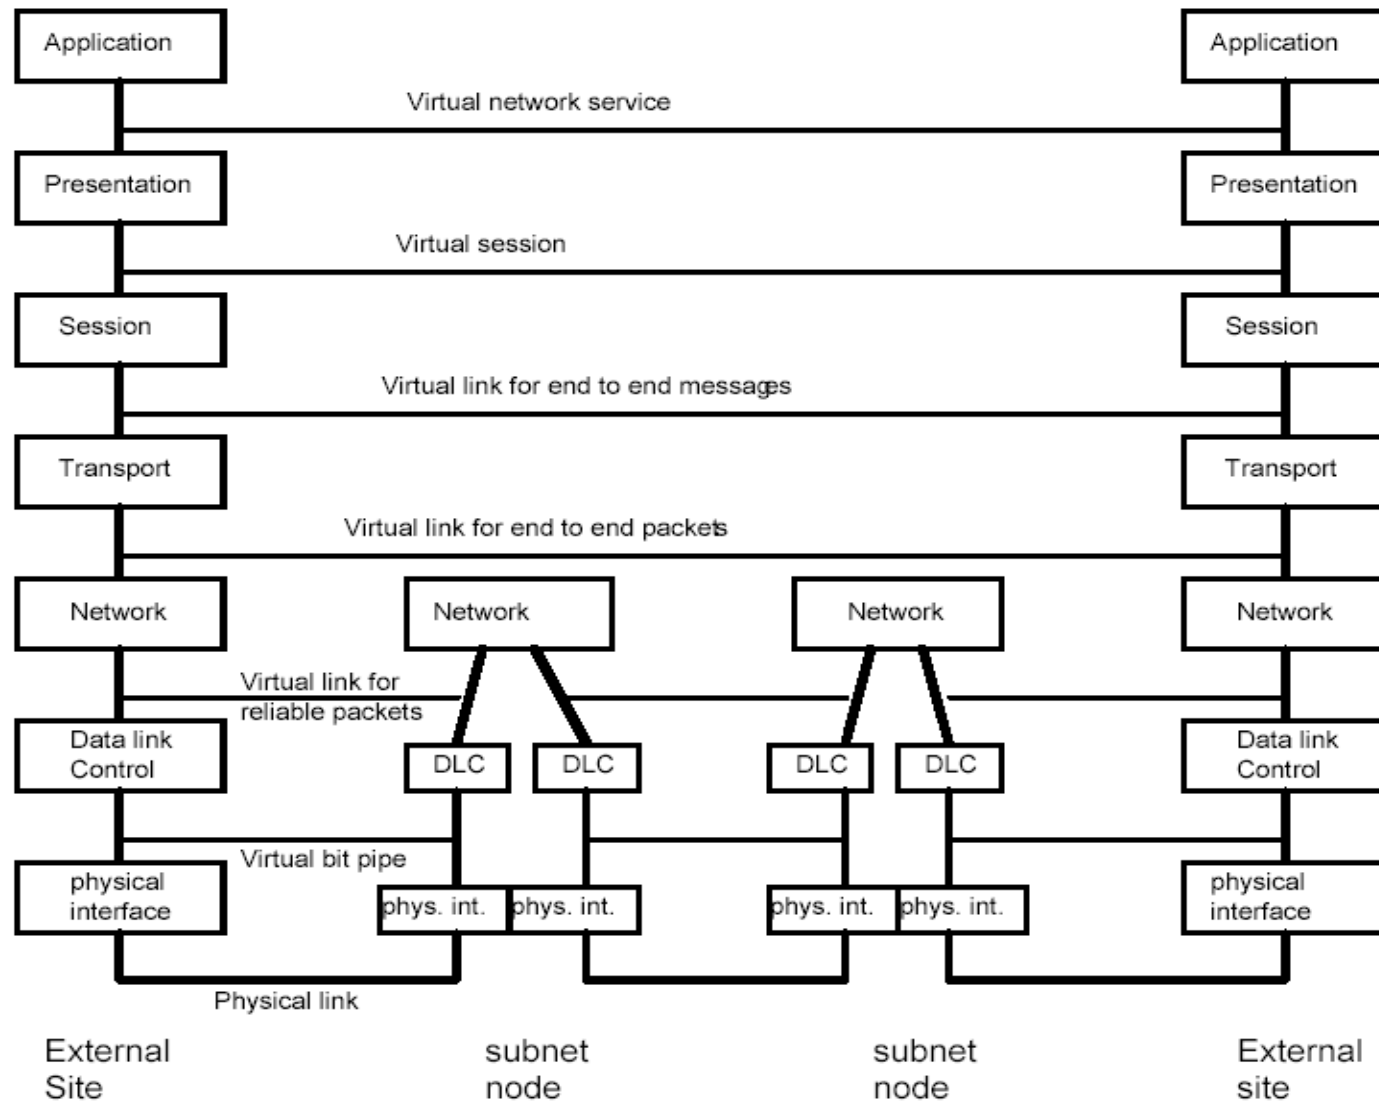 Application
Application
Virtual network service
Presentation
Presentation
Virtual session
Session
Session
Virtual link for end to end messages
Transport
Transport
Virtual link for end to end packets
Network
Network
Network
Network
Virtual link for
reliable packets
Data link
Control
DLC
DLC
DLC
DLC
Data link
Control
Virtual bit pipe
physical
interface
phys. int.
phys. int.
phys. int.
phys. int.
physical
interface
Physical link
External
Site
subnet
node
subnet
node
External
site